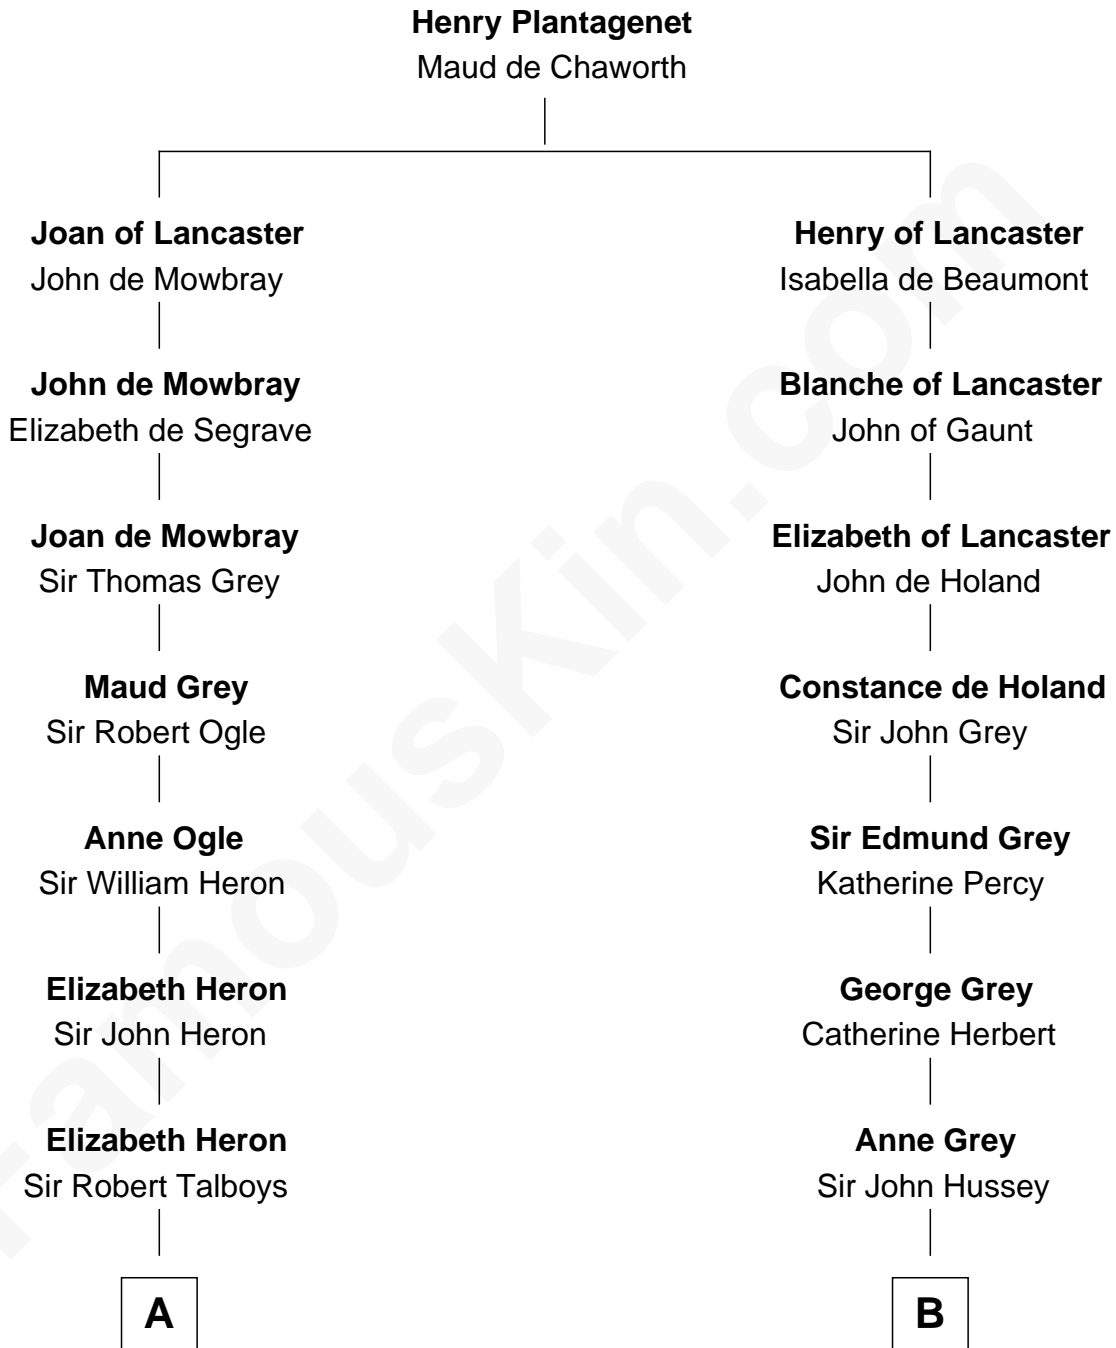 Henry Plantagenet
Maud de Chaworth
Joan of Lancaster
John de Mowbray
Henry of Lancaster
Isabella de Beaumont
John de Mowbray
Elizabeth de Segrave
Blanche of Lancaster
John of Gaunt
Joan de Mowbray
Sir Thomas Grey
Elizabeth of Lancaster
John de Holand
Maud Grey
Sir Robert Ogle
Constance de Holand
Sir John Grey
Anne Ogle
Sir William Heron
Sir Edmund Grey
Katherine Percy
Elizabeth Heron
Sir John Heron
George Grey
Catherine Herbert
Elizabeth Heron
Sir Robert Talboys
Anne Grey
Sir John Hussey
A
B
FamousKin.com